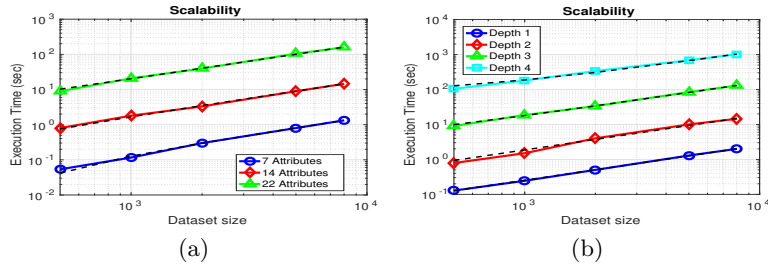 Scalability
10^3
10^2
10^1
10^0
10^-1
10^-2
Execution Time (sec)
7 Attributes
14 Attributes
22 Attributes
10^3
10^4
Dataset size
(a)
Scalability
10^4
10^3
10^2
10^1
10^0
10^-1
Execution Time (sec)
Depth 1
Depth 2
Depth 3
Depth 4
10^3
10^4
Dataset size
(b)